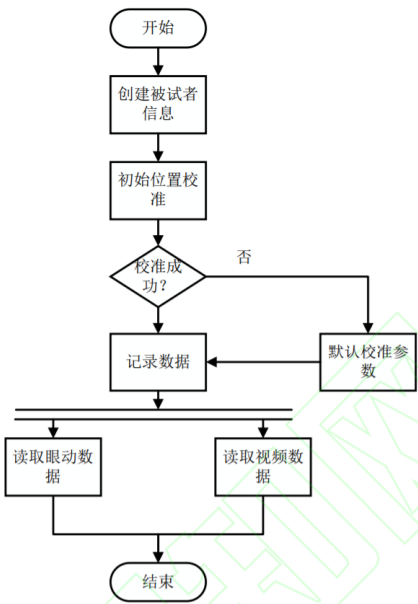 开始
创建被试者
信息
初始位置校
准
校准成
功?
否
记录数据
默认校准参
数
读取眼动数
据
读取视频数
据
结束